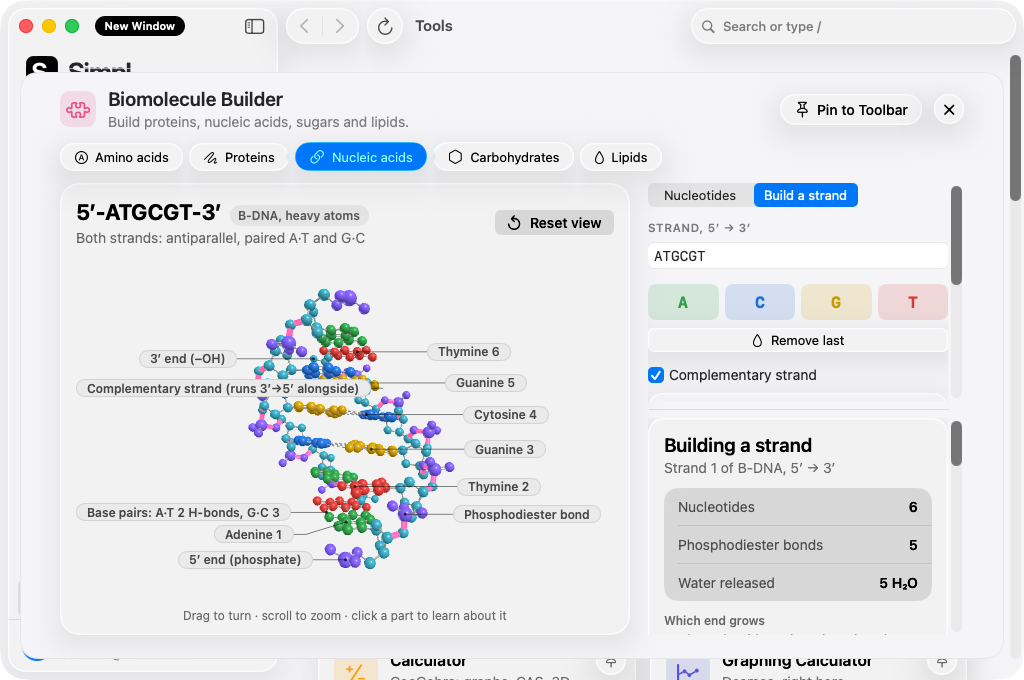 New Window
Tools
Search or type /
Biomolecule Builder
Build proteins, nucleic acids, sugars and lipids.
Pin to Toolbar
Amino acids
Proteins
Nucleic acids
Carbohydrates
Lipids
5′-ATGCGT-3′
B-DNA, heavy atoms
Both strands: antiparallel, paired A·T and G·C
Reset view
3′ end (−OH)
Thymine 6
Complementary strand (runs 3′→5′ alongside)
Guanine 5
Cytosine 4
Guanine 3
Thymine 2
Base pairs: A·T 2 H-bonds, G·C 3
Phosphodiester bond
Adenine 1
5′ end (phosphate)
Drag to turn · scroll to zoom · click a part to learn about it
Nucleotides
Build a strand
STRAND, 5′ → 3′
ATGCGT
A
C
G
T
Remove last
Complementary strand
Building a strand
Strand 1 of B-DNA, 5′ → 3′
Nucleotides 6
Phosphodiester bonds 5
Water released 5 H₂O
Which end grows
Calculator
Graphing Calculator